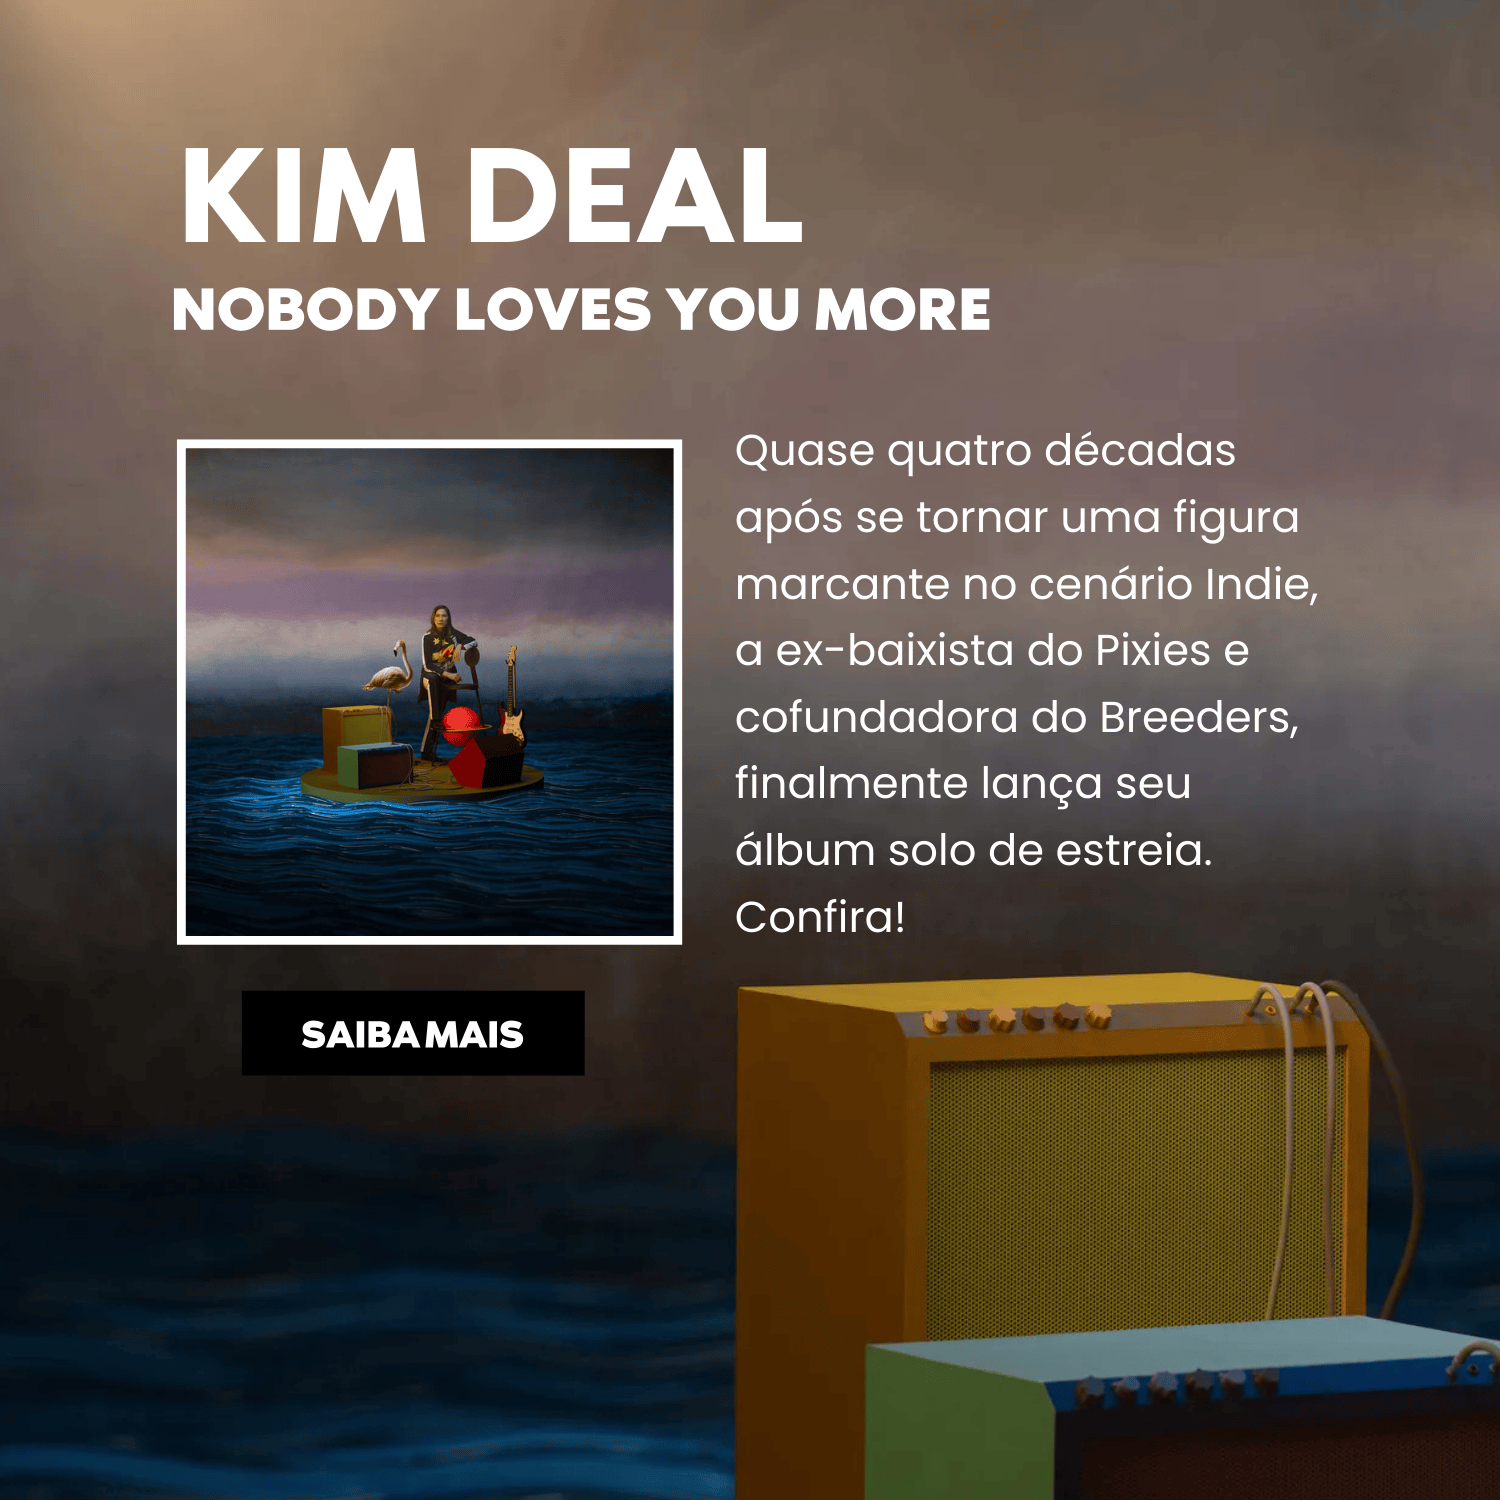 KIM DEAL
NOBODY LOVES YOU MORE
Quase quatro décadas
após se tornar uma figura
marcante no cenário Indie,
a ex-baixista do Pixies e
cofundadora do Breeders,
finalmente lança seu
álbum solo de estreia.
Confira!
SAIBA MAIS